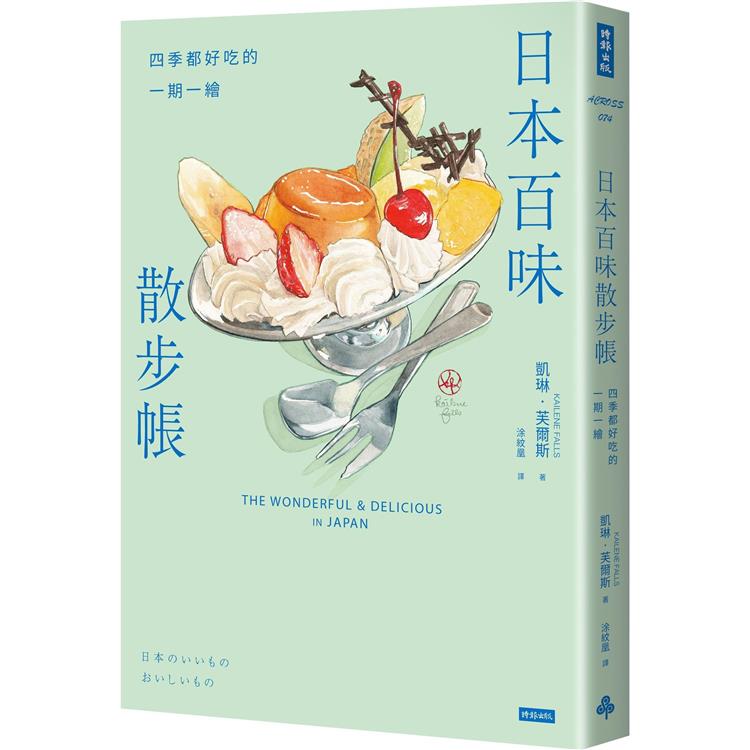 四季都好吃的
一期一繪
日本百味
散步帳
Kailene
Falls
凱琳・芙爾斯 著
KAILENE FALLS
涂紋凰 譯
THE WONDERFUL & DELICIOUS
IN JAPAN
日本のいいもの
おいしいもの
時報出版
時報出版
ACROSS
074
日本百味散步帳
四季都好吃的
一期一繪
凱琳・芙爾斯 著
KAILENE FALLS
涂紋凰 譯